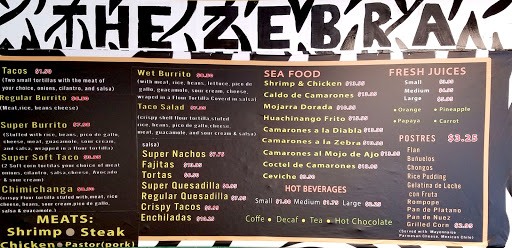 THE ZEBRA
Tacos
(Two small tortillas with the meat of
your choice, onions, cilantro, and salsa)
Regular Burrito
(Meat,rice, beans cheese)
Super Burrito
(Stuffed with rice, beans, pico de gallo,
cheese, meat, guacamole, sour cream,
and salsa, wrapped in a flour tortilla)
Super Soft Taco
(2 Soft corn tortillas your choice of meat
onions, cilantro, salsa, cheese, Avocado
& sour cream)
Chimichanga
(crispy Flour tortilla stuffed with, meat, rice
beans, sour cream pico de gallo,
salsa & guacamole)
MEATS:
Shrimp Steak
Chicken Pastor(pork)
Wet Burrito
(with meat, rice, beans, lettuce, pico de
gallo, guacamole, sour cream, cheese,
wraped in a flour Tortilla Coverd in salsa)
Taco Salad
(crispy shell flour tortilla stuffed
rice, beans, pico de gallo, cheese,
meat, guacamole, and sour cream &
salsa)
Super Nachos
Fajitas
Tortas
Super Quesadilla
Regular Quesadilla
Crispy Tacos
Enchiladas
SEA FOOD
Shrimp & Chicken
Caldo de Camarones
Mojarra Dorada
Huachinango Frito
Camarones a la Diabla
Camarones a la Zebra
Camarones al Mojo de Ajo
Coctel de Camarones
Ceviche
HOT BEVERAGES
Small Medium Large
Coffe Decaf Tea Hot Chocolate
FRESH JUICES
Small
Medium
Large
Orange Pineapple
Papaya Carrot
POSTRES $3.25
Flan
Buñuelos
Chongos
Rice Pudding
Gelatina de Leche
con Fruta
Rompope
Pan de Platano
Pan de Nuez
Grilled Corn
(Served with Mayonnaise
Parmesan Cheese, Mexican Chile)